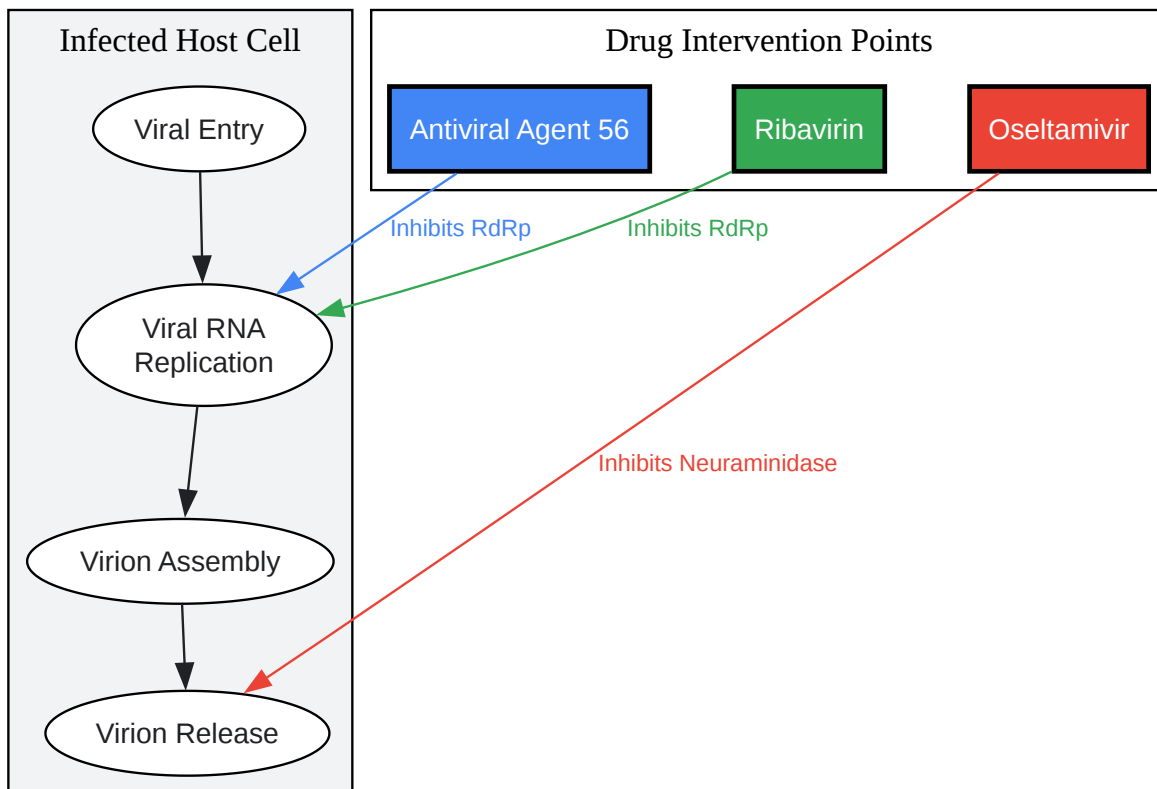 Infected Host Cell
Drug Intervention Points
Viral Entry
Antiviral Agent 56
Ribavirin
Oseltamivir
Inhibits RdRp
Inhibits RdRp
Viral RNA
Replication
Inhibits Neuraminidase
Virion Assembly
Virion Release